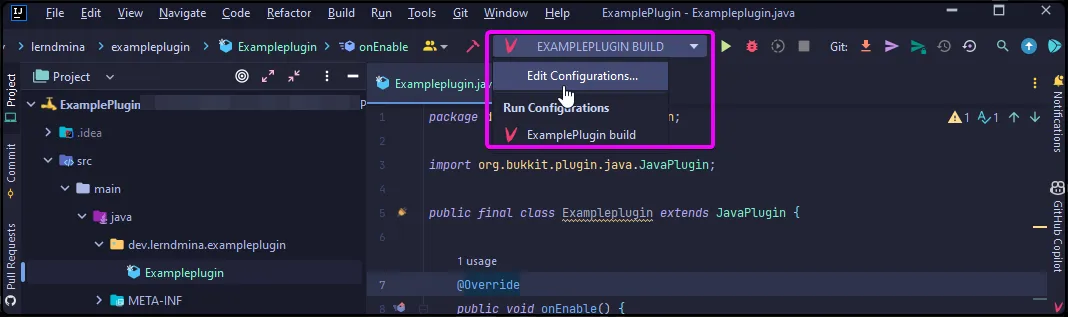 IJ File Edit View Navigate Code Refactor Build Run Tools Git Window Help ExamplePlugin - Exampleplugin.java
lerndmina exampleplugin Exampleplugin onEnable EXAMPLEPLUGIN BUILD Git:
Project
Exampleplugin.jav
Edit Configurations...
Run Configurations
ExamplePlugin build
ExamplePlugin
.idea
src
main
java
dev.lerndmina.exampleplugin
Exampleplugin
META-INF
1 package d n;
2
3 import org.bukkit.plugin.java.JavaPlugin;
4
5 public final class Exampleplugin extends JavaPlugin {
6
1 usage
7 @Override
8 public void onEnable() {
1 1
Project
Commit
Pull Requests
Notifications
GitHub Copilot